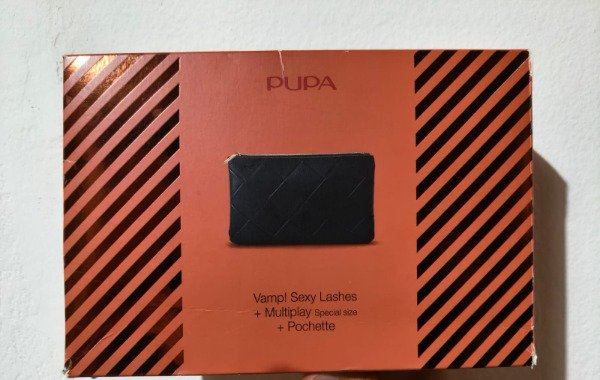 PUPA
Vamp! Sexy Lashes
+ Multiplay Special size
+ Pochette